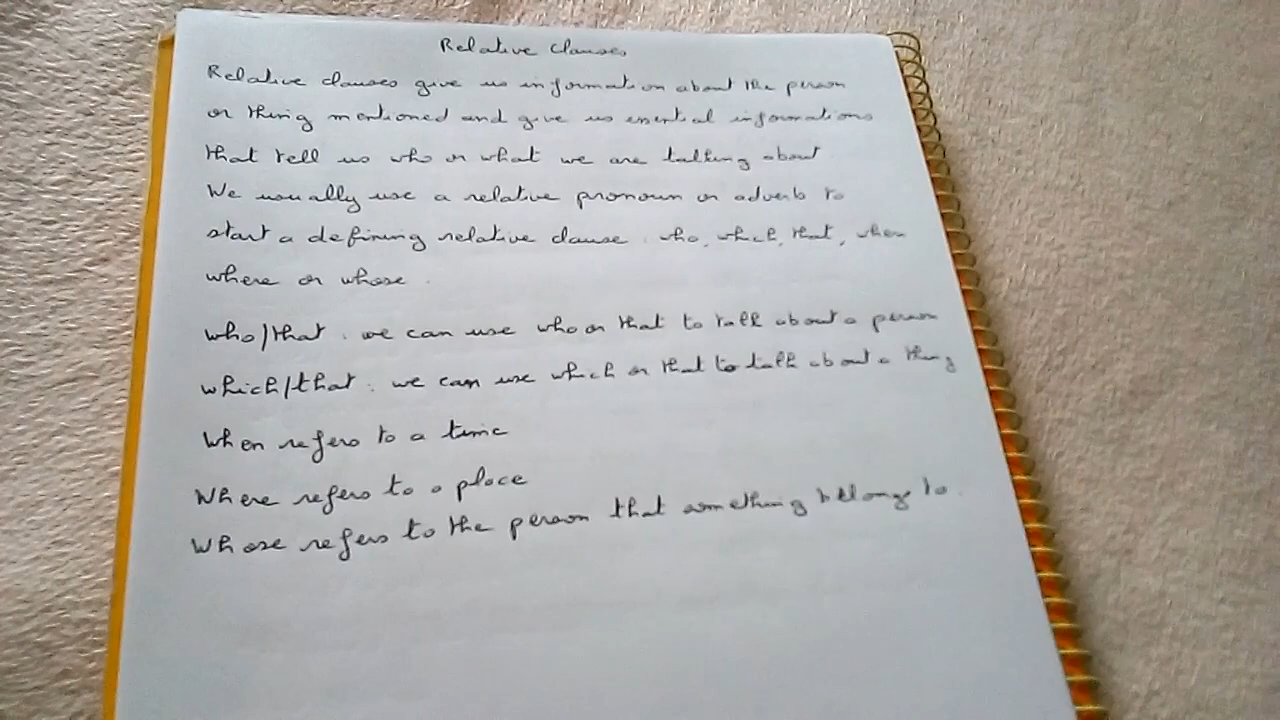 Relative clauses
Relative clauses give us information about the person
or thing mentioned and give us essential informations
that tell us who or what we are talking about
We usually use a relative pronoun or adverb to
start a defining relative clause : who, which, that, when
where or whose.
who/that : we can use who or that to talk about a person
which/that : we can use which or that to talk about a thing
When refers to a time
Where refers to a place
Whose refers to the person that something belongs to.